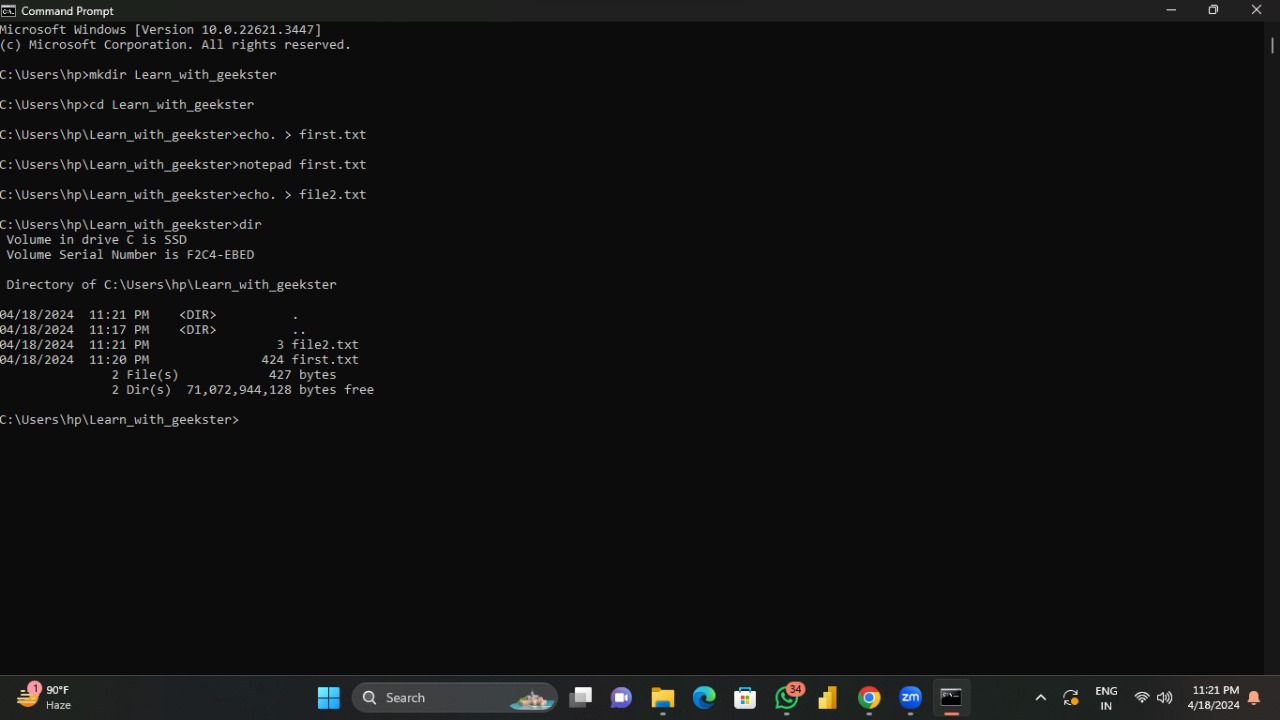 Command Prompt
Microsoft Windows [Version 10.0.22621.3447]
(c) Microsoft Corporation. All rights reserved.
C:\Users\hp>mkdir Learn_with_geekster
C:\Users\hp>cd Learn_with_geekster
C:\Users\hp\Learn_with_geekster>echo. > first.txt
C:\Users\hp\Learn_with_geekster>notepad first.txt
C:\Users\hp\Learn_with_geekster>echo. > file2.txt
C:\Users\hp\Learn_with_geekster>dir
Volume in drive C is SSD
Volume Serial Number is F2C4-EBED
Directory of C:\Users\hp\Learn_with_geekster
04/18/2024 11:21 PM <DIR> .
04/18/2024 11:17 PM <DIR> ..
04/18/2024 11:21 PM 3 file2.txt
04/18/2024 11:20 PM 424 first.txt
2 File(s) 427 bytes
2 Dir(s) 71,072,944,128 bytes free
C:\Users\hp\Learn_with_geekster>
1
90°F
Haze
Search
34
zm
ENG
IN
11:21 PM
4/18/2024